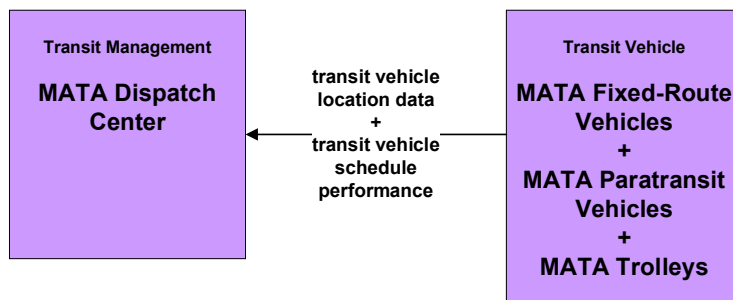 Transit Management
MATA Dispatch
Center
transit vehicle
location data
+
transit vehicle
schedule
performance
Transit Vehicle
MATA Fixed-Route
Vehicles
+
MATA Paratransit
Vehicles
+
MATA Trolleys